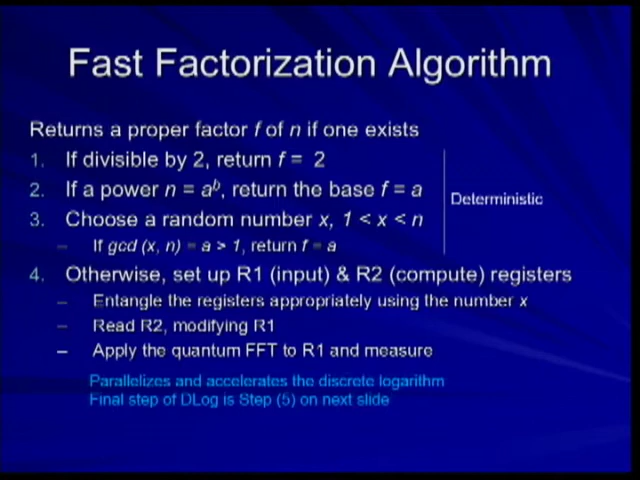 Fast Factorization Algorithm
Returns a proper factor f of n if one exists
1. If divisible by 2, return f = 2
2. If a power n = a^b, return the base f = a
Deterministic
3. Choose a random number x, 1 < x < n
– If gcd (x, n) = a > 1, return f = a
4. Otherwise, set up R1 (input) & R2 (compute) registers
– Entangle the registers appropriately using the number x
– Read R2, modifying R1
– Apply the quantum FFT to R1 and measure
Parallelizes and accelerates the discrete logarithm
Final step of DLog is Step (5) on next slide